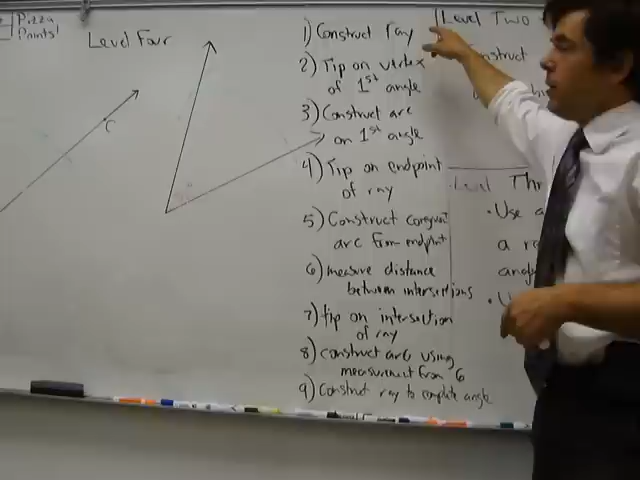 Pizza
Points!
Level Four
C
1) Construct ray
2) Tip on vertex
of 1st angle
3) Construct arc
on 1st angle
4) Tip on endpoint
of ray
5) Construct congruent
arc from endpoint
6) measure distance
between intersections
7) tip on intersection
of ray
8) construct arc using
measurement from 6
9) Construct ray to complete angle
Level Two
Level Thr
• Use a
a
ang